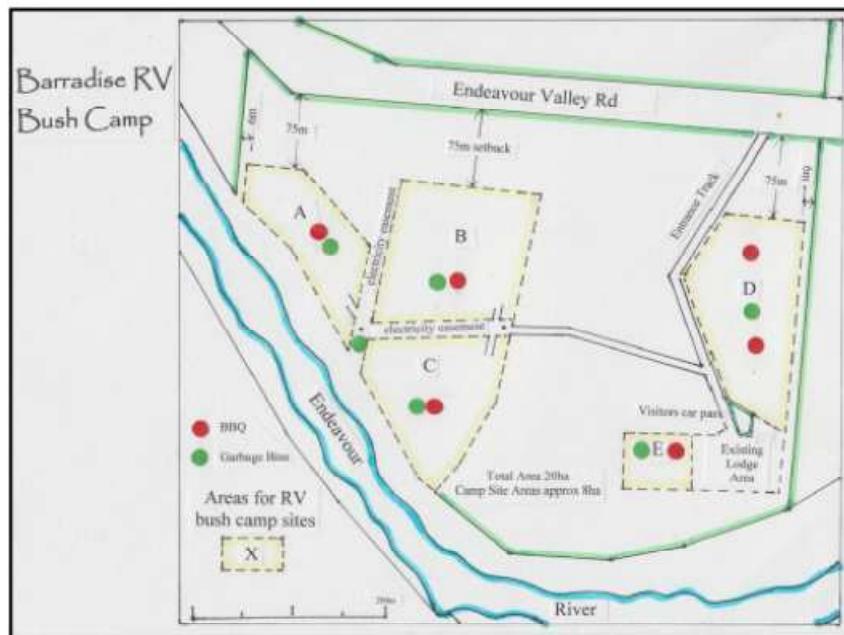 Barradise RV
Bush Camp
Endeavour Valley Rd
6m
75m
75m setback
Entrance Track
75m
6m
A
electricity easement
B
D
electricity easement
C
Visitors car park
BBQ
Endeavour
E
Existing
Lodge
Area
Garbage Bins
Total Area 20ha
Camp Site Areas approx 8ha
Areas for RV
bush camp sites
X
River